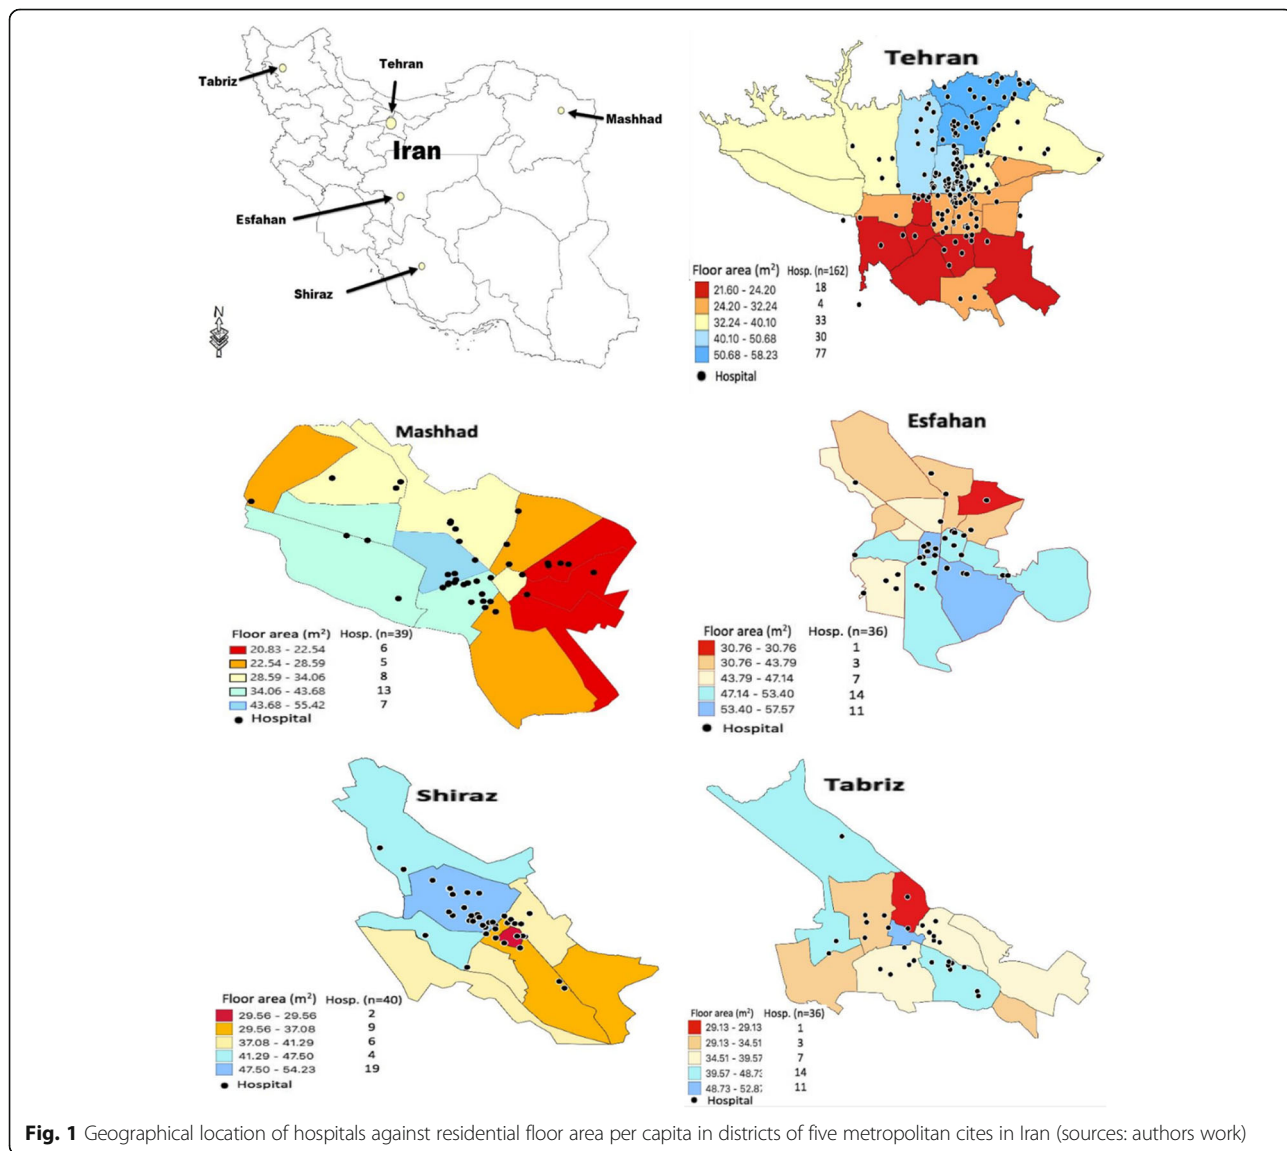 Tabriz
Tehran
Mashhad
Iran
Esfahan
Shiraz
N
Tehran
Floor area (m²) Hosp. (n=162)
21.60 - 24.20 18
24.20 - 32.24 4
32.24 - 40.10 33
40.10 - 50.68 30
50.68 - 58.23 77
Hospital
Mashhad
Floor area (m²) Hosp. (n=39)
20.83 - 22.54 6
22.54 - 28.59 5
28.59 - 34.06 8
34.06 - 43.68 13
43.68 - 55.42 7
Hospital
Esfahan
Floor area (m²) Hosp. (n=36)
30.76 - 30.76 1
30.76 - 43.79 3
43.79 - 47.14 7
47.14 - 53.40 14
53.40 - 57.57 11
Hospital
Shiraz
Floor area (m²) Hosp. (n=40)
29.56 - 29.56 2
29.56 - 37.08 9
37.08 - 41.29 6
41.29 - 47.50 4
47.50 - 54.23 19
Hospital
Tabriz
Floor area (m²) Hosp. (n=36)
29.13 - 29.13 1
29.13 - 34.51 3
34.51 - 39.57 7
39.57 - 48.73 14
48.73 - 52.8 11
Hospital
Fig. 1 Geographical location of hospitals against residential floor area per capita in districts of five metropolitan cites in Iran (sources: authors work)